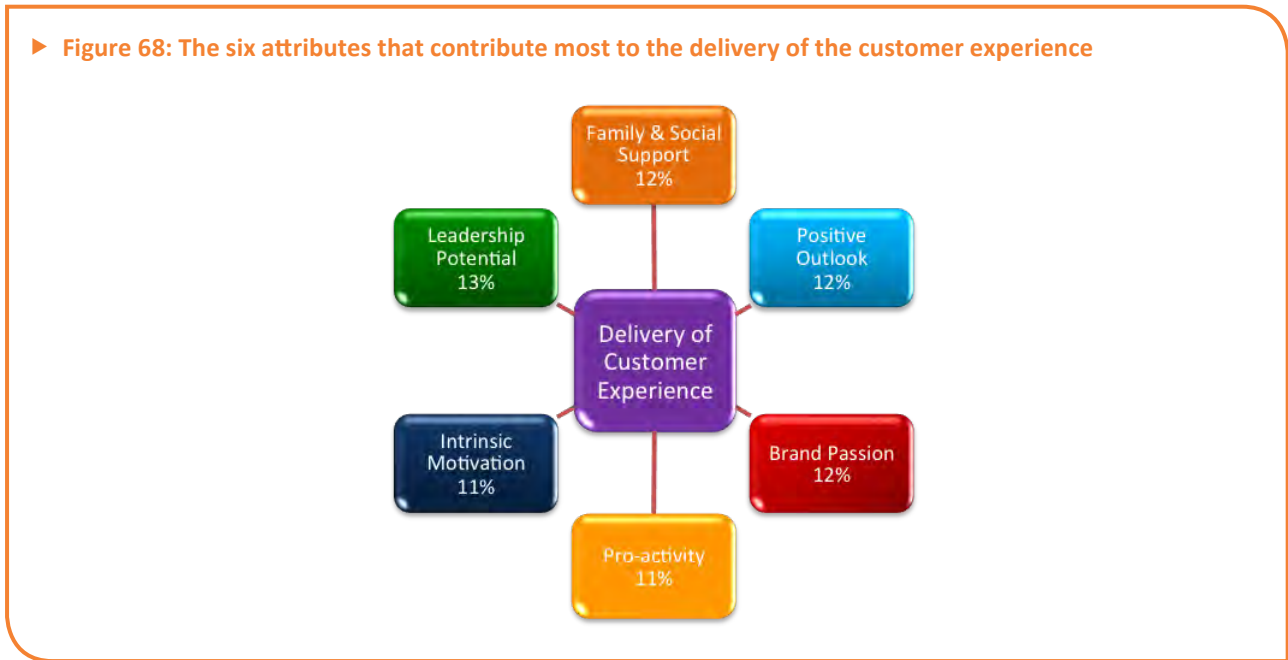 Figure 68: The six attributes that contribute most to the delivery of the customer experience
Family & Social
Support
12%
Leadership
Potential
13%
Positive
Outlook
12%
Delivery of
Customer
Experience
Intrinsic
Motivation
11%
Brand Passion
12%
Pro-activity
11%